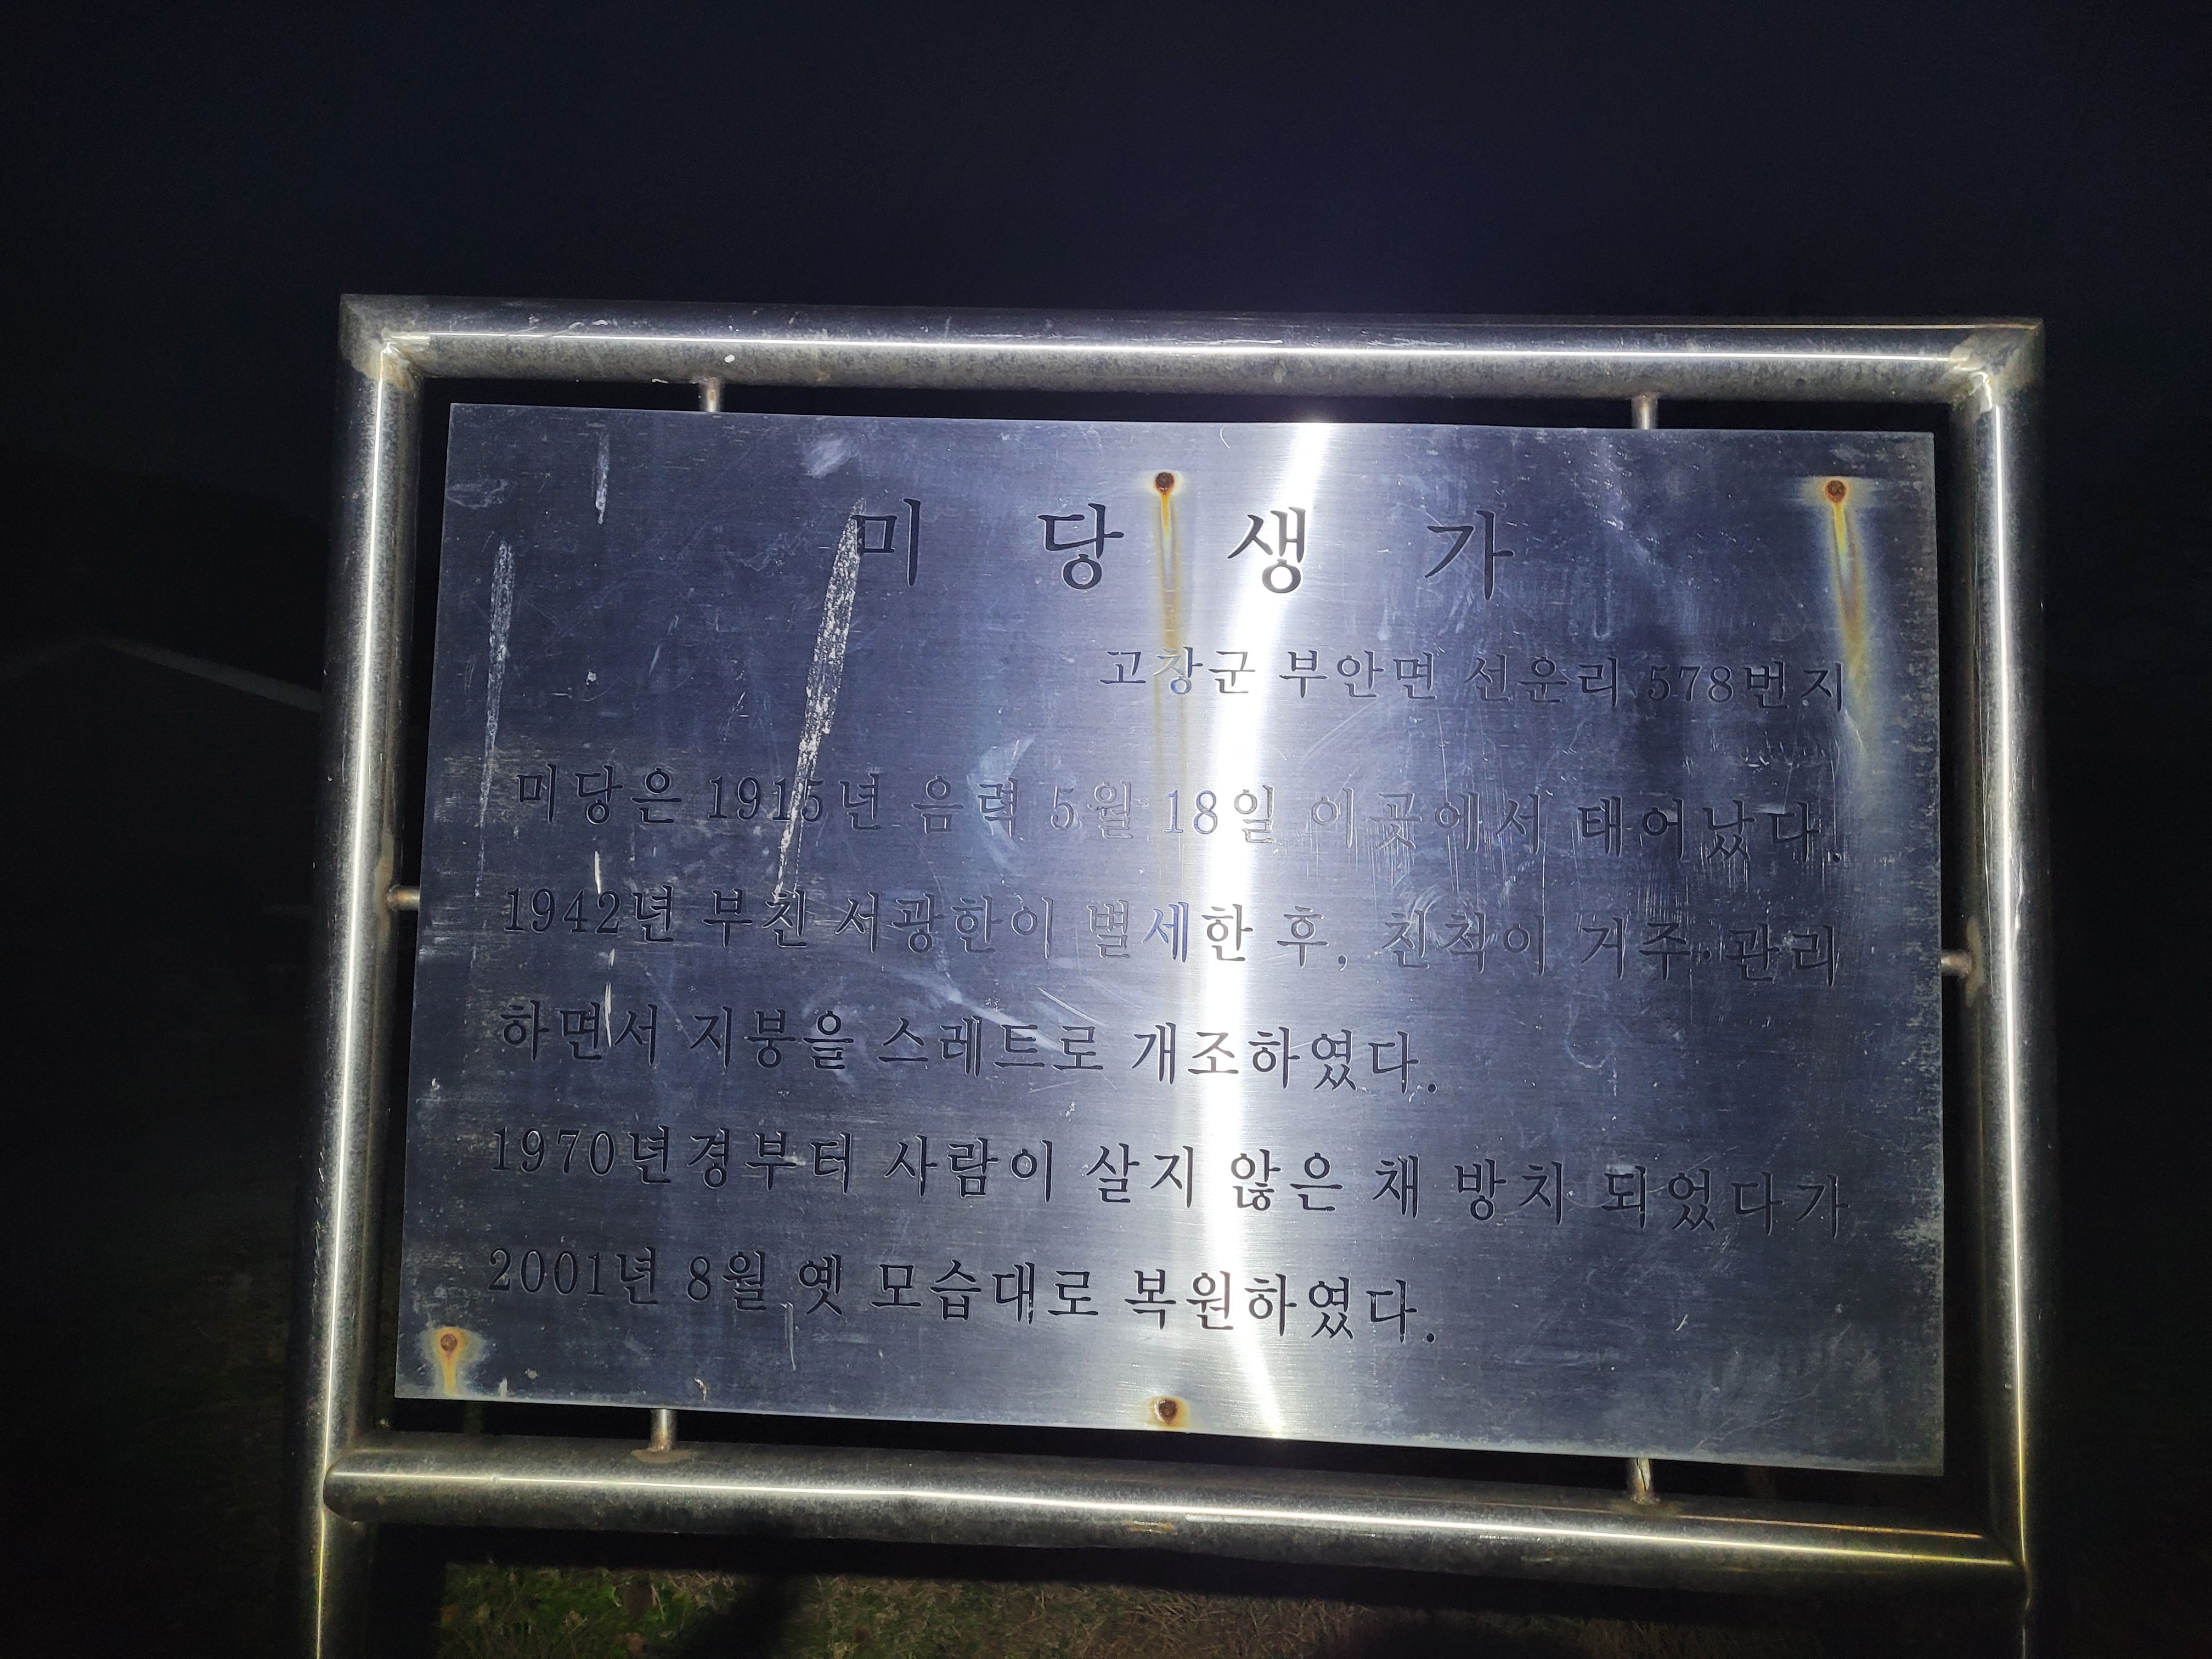 미당생가
고창군 부안면 선운리 578번지
미당은 1915년 음력 5월 18일 이곳에서 태어났다.
1942년 부친 서광한이 별세한 후, 친척이 거주·관리
하면서 지붕을 스레트로 개조하였다.
1970년경부터 사람이 살지 않은 채 방치 되었다가
2001년 8월 옛 모습대로 복원하였다.